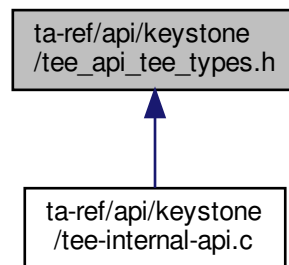 ta-ref/api/keystone
/tee_api_tee_types.h
ta-ref/api/keystone
/tee-internal-api.c